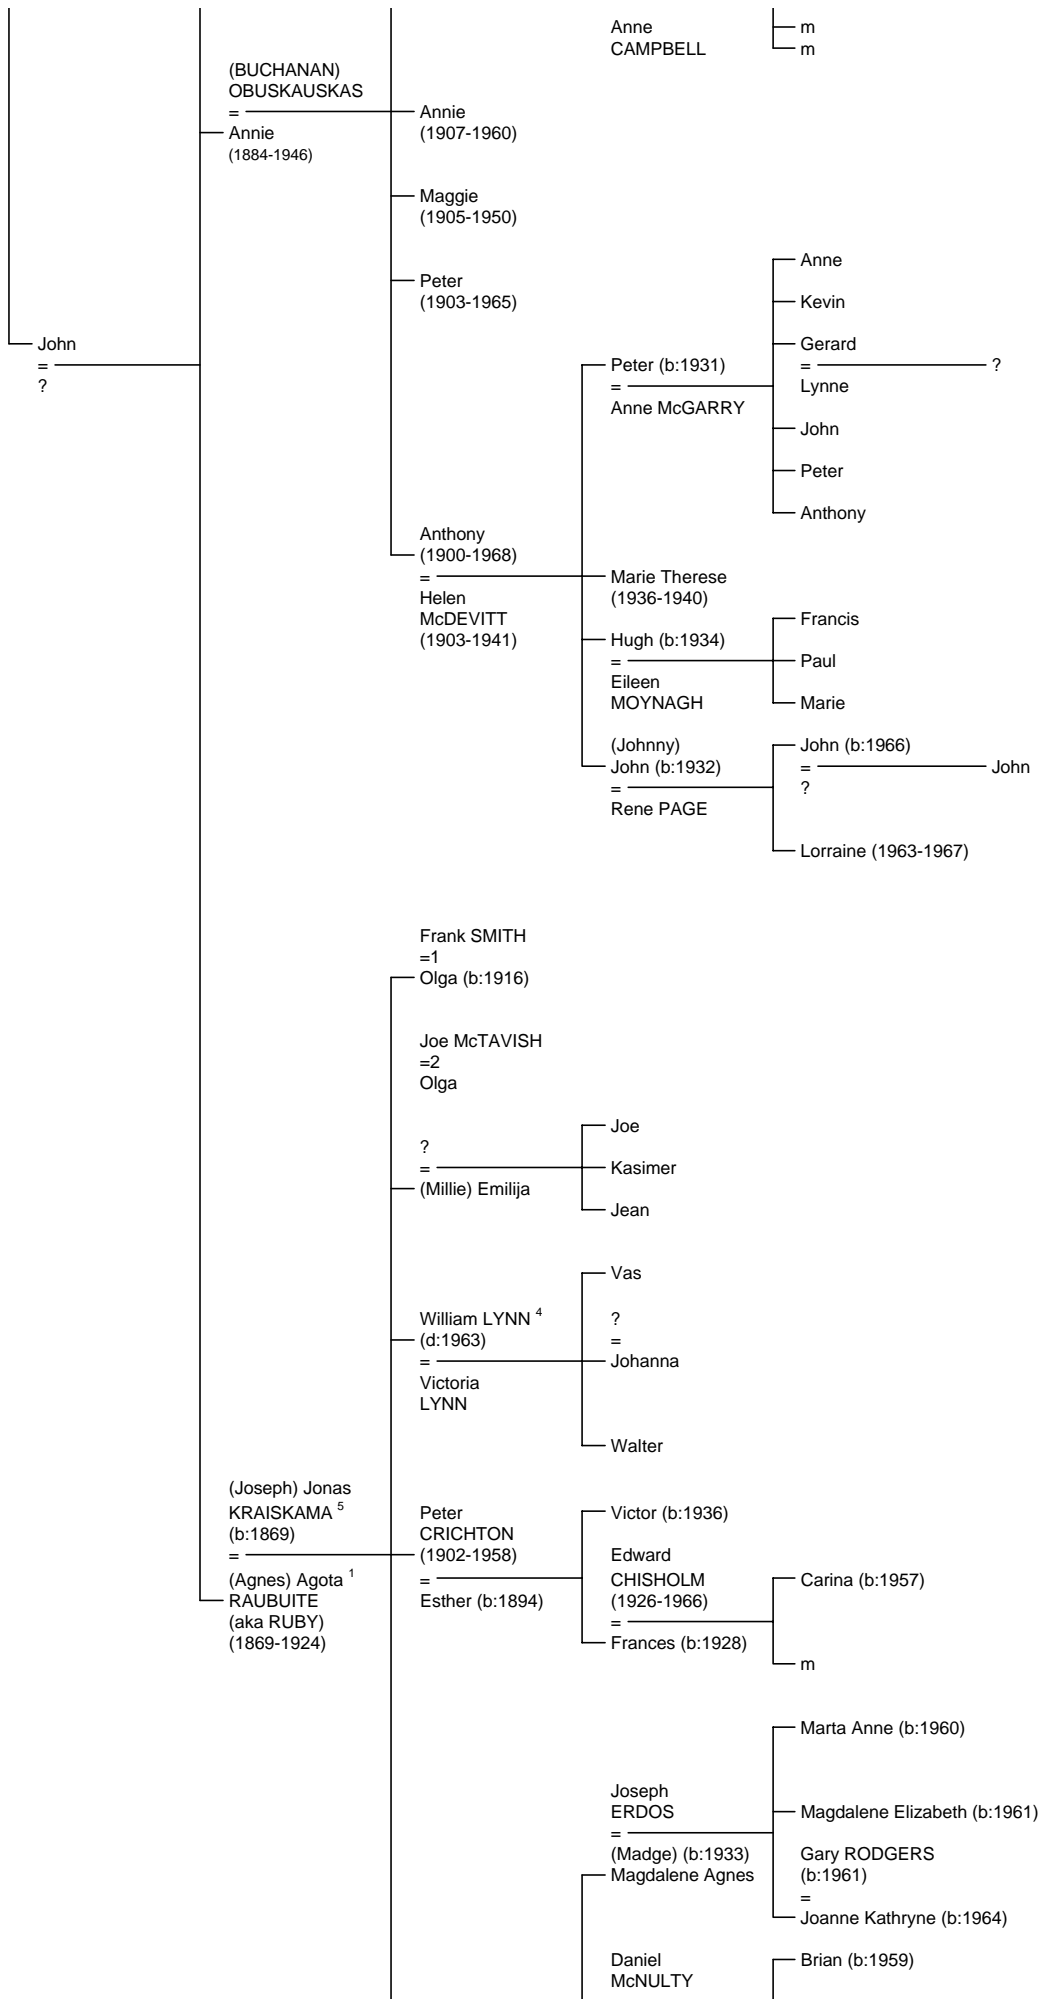 Anne
CAMPBELL
m
m
(BUCHANAN)
OBUSKAUSKAS
=
Annie
(1884-1946)
Annie
(1907-1960)
Maggie
(1905-1950)
Peter
(1903-1965)
John
=
?
Peter (b:1931)
=
Anne McGARRY
Anne
Kevin
Gerard
=
Lynne
?
John
Peter
Anthony
Anthony
(1900-1968)
=
Helen
McDEVITT
(1903-1941)
Marie Therese
(1936-1940)
Hugh (b:1934)
=
Eileen
MOYNAGH
Francis
Paul
Marie
(Johnny)
John (b:1932)
=
Rene PAGE
John (b:1966)
=
?
John
Lorraine (1963-1967)
Frank SMITH
=1
Olga (b:1916)
Joe McTAVISH
=2
Olga
?
=
(Millie) Emilija
Joe
Kasimer
Jean
William LYNN 4
(d:1963)
=
Victoria
LYNN
Vas
?
=
Johanna
Walter
(Joseph) Jonas
KRAISKAMA 5
(b:1869)
=
(Agnes) Agota 1
RAUBUITE
(aka RUBY)
(1869-1924)
Peter
CRICHTON
(1902-1958)
=
Esther (b:1894)
Victor (b:1936)
Edward
CHISHOLM
(1926-1966)
=
Frances (b:1928)
Carina (b:1957)
m
Joseph
ERDOS
=
(Madge) (b:1933)
Magdalene Agnes
Marta Anne (b:1960)
Magdalene Elizabeth (b:1961)
Gary RODGERS
(b:1961)
=
Joanne Kathryne (b:1964)
Daniel
McNULTY
Brian (b:1959)